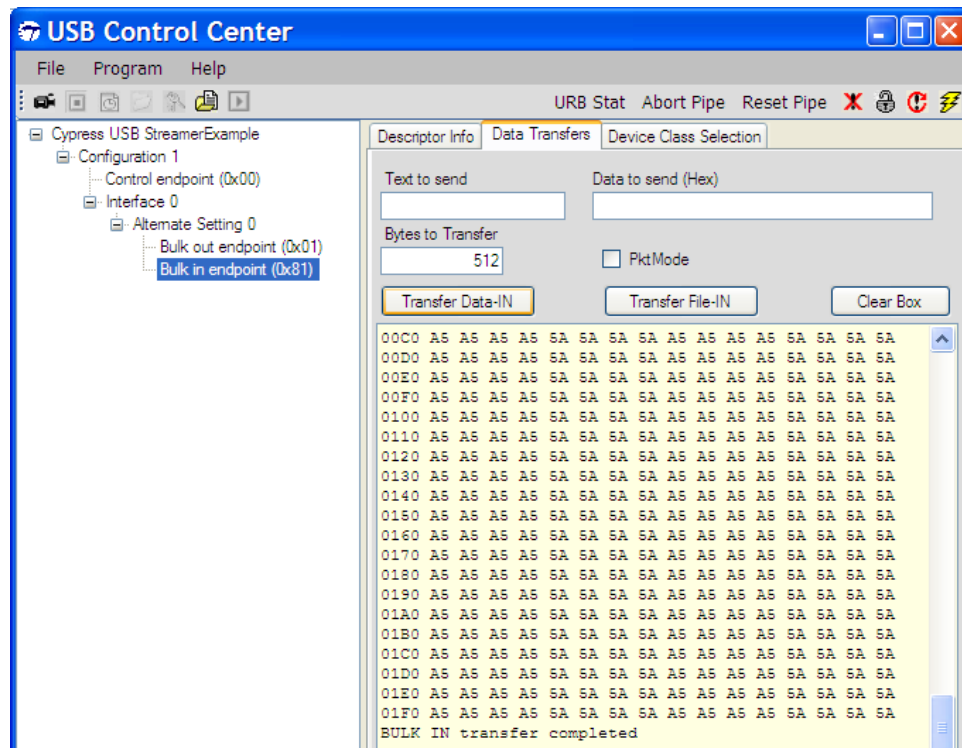 USB Control Center
File Program Help
URB Stat Abort Pipe Reset Pipe
Cypress USB StreamerExample
Configuration 1
Control endpoint (0x00)
Interface 0
Alternate Setting 0
Bulk out endpoint (0x01)
Bulk in endpoint (0x81)
Descriptor Info Data Transfers Device Class Selection
Text to send Data to send (Hex)
Bytes to Transfer
512 PktMode
Transfer Data-IN Transfer File-IN Clear Box
00C0 A5 A5 A5 A5 5A 5A 5A 5A A5 A5 A5 A5 5A 5A 5A 5A
00D0 A5 A5 A5 A5 5A 5A 5A 5A A5 A5 A5 A5 5A 5A 5A 5A
00E0 A5 A5 A5 A5 5A 5A 5A 5A A5 A5 A5 A5 5A 5A 5A 5A
00F0 A5 A5 A5 A5 5A 5A 5A 5A A5 A5 A5 A5 5A 5A 5A 5A
0100 A5 A5 A5 A5 5A 5A 5A 5A A5 A5 A5 A5 5A 5A 5A 5A
0110 A5 A5 A5 A5 5A 5A 5A 5A A5 A5 A5 A5 5A 5A 5A 5A
0120 A5 A5 A5 A5 5A 5A 5A 5A A5 A5 A5 A5 5A 5A 5A 5A
0130 A5 A5 A5 A5 5A 5A 5A 5A A5 A5 A5 A5 5A 5A 5A 5A
0140 A5 A5 A5 A5 5A 5A 5A 5A A5 A5 A5 A5 5A 5A 5A 5A
0150 A5 A5 A5 A5 5A 5A 5A 5A A5 A5 A5 A5 5A 5A 5A 5A
0160 A5 A5 A5 A5 5A 5A 5A 5A A5 A5 A5 A5 5A 5A 5A 5A
0170 A5 A5 A5 A5 5A 5A 5A 5A A5 A5 A5 A5 5A 5A 5A 5A
0180 A5 A5 A5 A5 5A 5A 5A 5A A5 A5 A5 A5 5A 5A 5A 5A
0190 A5 A5 A5 A5 5A 5A 5A 5A A5 A5 A5 A5 5A 5A 5A 5A
01A0 A5 A5 A5 A5 5A 5A 5A 5A A5 A5 A5 A5 5A 5A 5A 5A
01B0 A5 A5 A5 A5 5A 5A 5A 5A A5 A5 A5 A5 5A 5A 5A 5A
01C0 A5 A5 A5 A5 5A 5A 5A 5A A5 A5 A5 A5 5A 5A 5A 5A
01D0 A5 A5 A5 A5 5A 5A 5A 5A A5 A5 A5 A5 5A 5A 5A 5A
01E0 A5 A5 A5 A5 5A 5A 5A 5A A5 A5 A5 A5 5A 5A 5A 5A
01F0 A5 A5 A5 A5 5A 5A 5A 5A A5 A5 A5 A5 5A 5A 5A 5A
BULK IN transfer completed